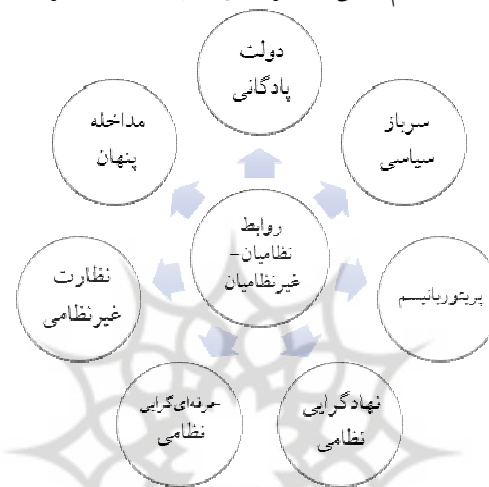 دولت
پادگانی
سرباز
سیاسی
پریتوریانیسم
نهادگرایی
نظامی
حرفه‌ای‌گرایی
نظامی
نظارت
غیرنظامی
مداخله
پنهان
روابط
نظامیان-
غیرنظامیان